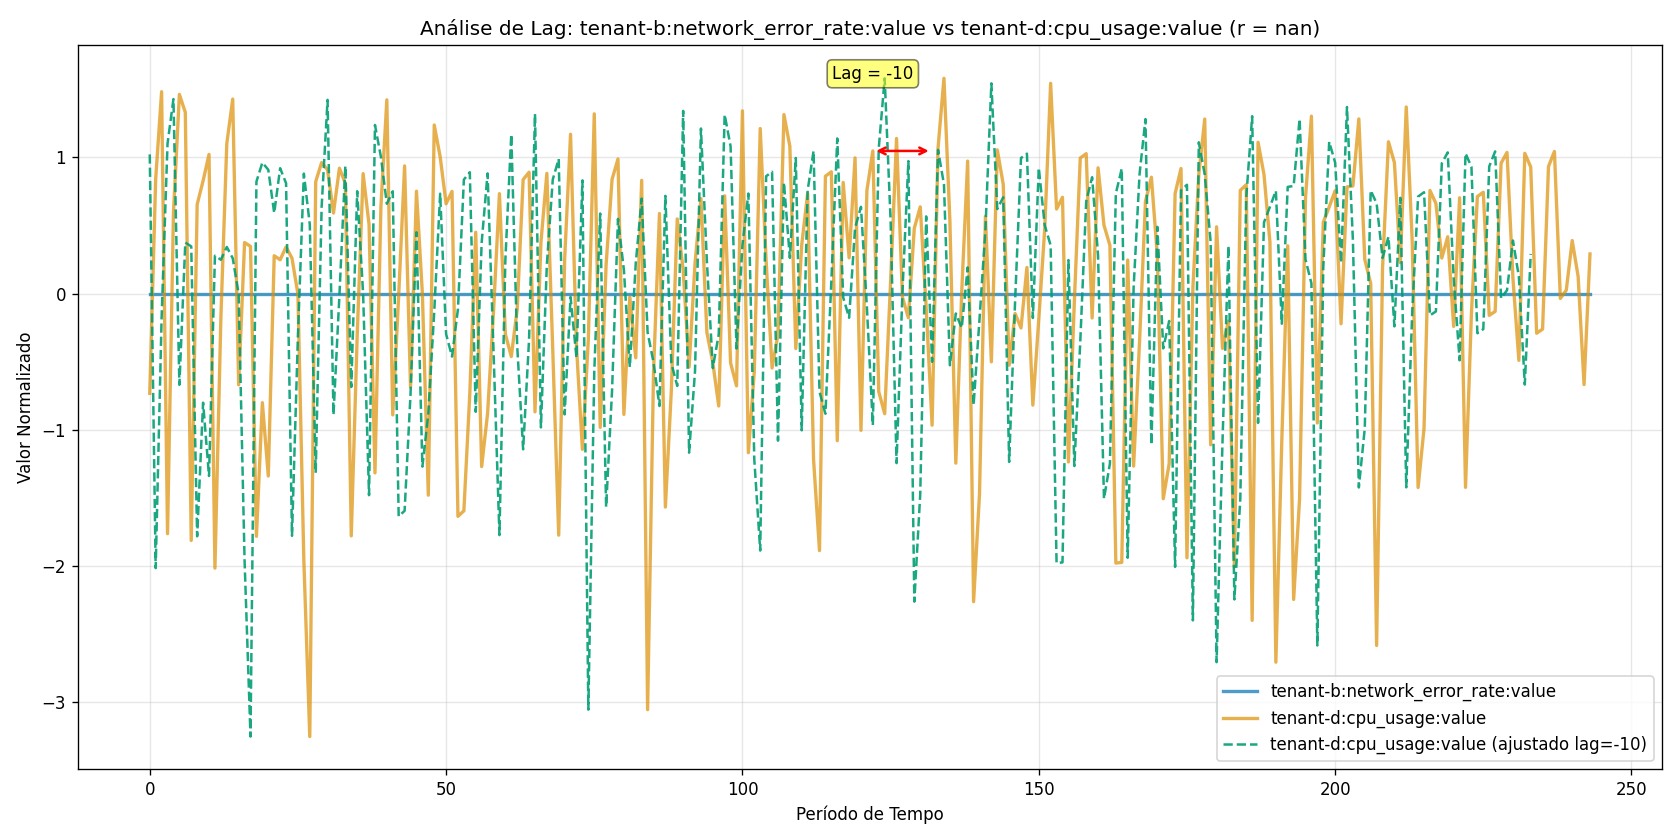 Análise de Lag: tenant-b:network_error_rate:value vs tenant-d:cpu_usage:value (r = nan)
Lag = -10
Valor Normalizado
1
0
−1
−2
−3
tenant-b:network_error_rate:value
tenant-d:cpu_usage:value
tenant-d:cpu_usage:value (ajustado lag=-10)
0
50
100
150
200
250
Período de Tempo